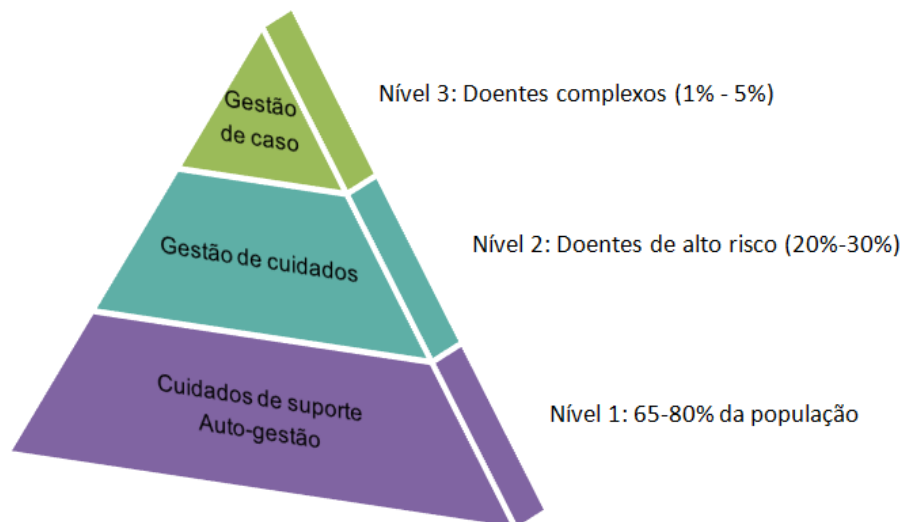 Gestão
de caso
Nível 3: Doentes complexos (1% - 5%)
Gestão de cuidados
Nível 2: Doentes de alto risco (20%-30%)
Cuidados de suporte
Auto-gestão
Nível 1: 65-80% da população